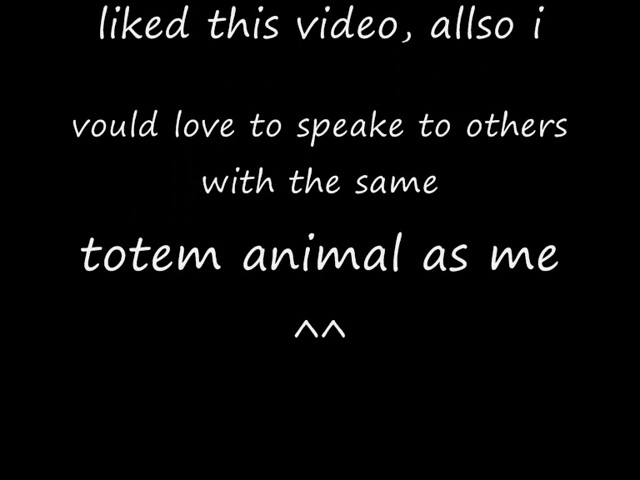 liked this video, allso i
vould love to speake to others
with the same
totem animal as me
^^